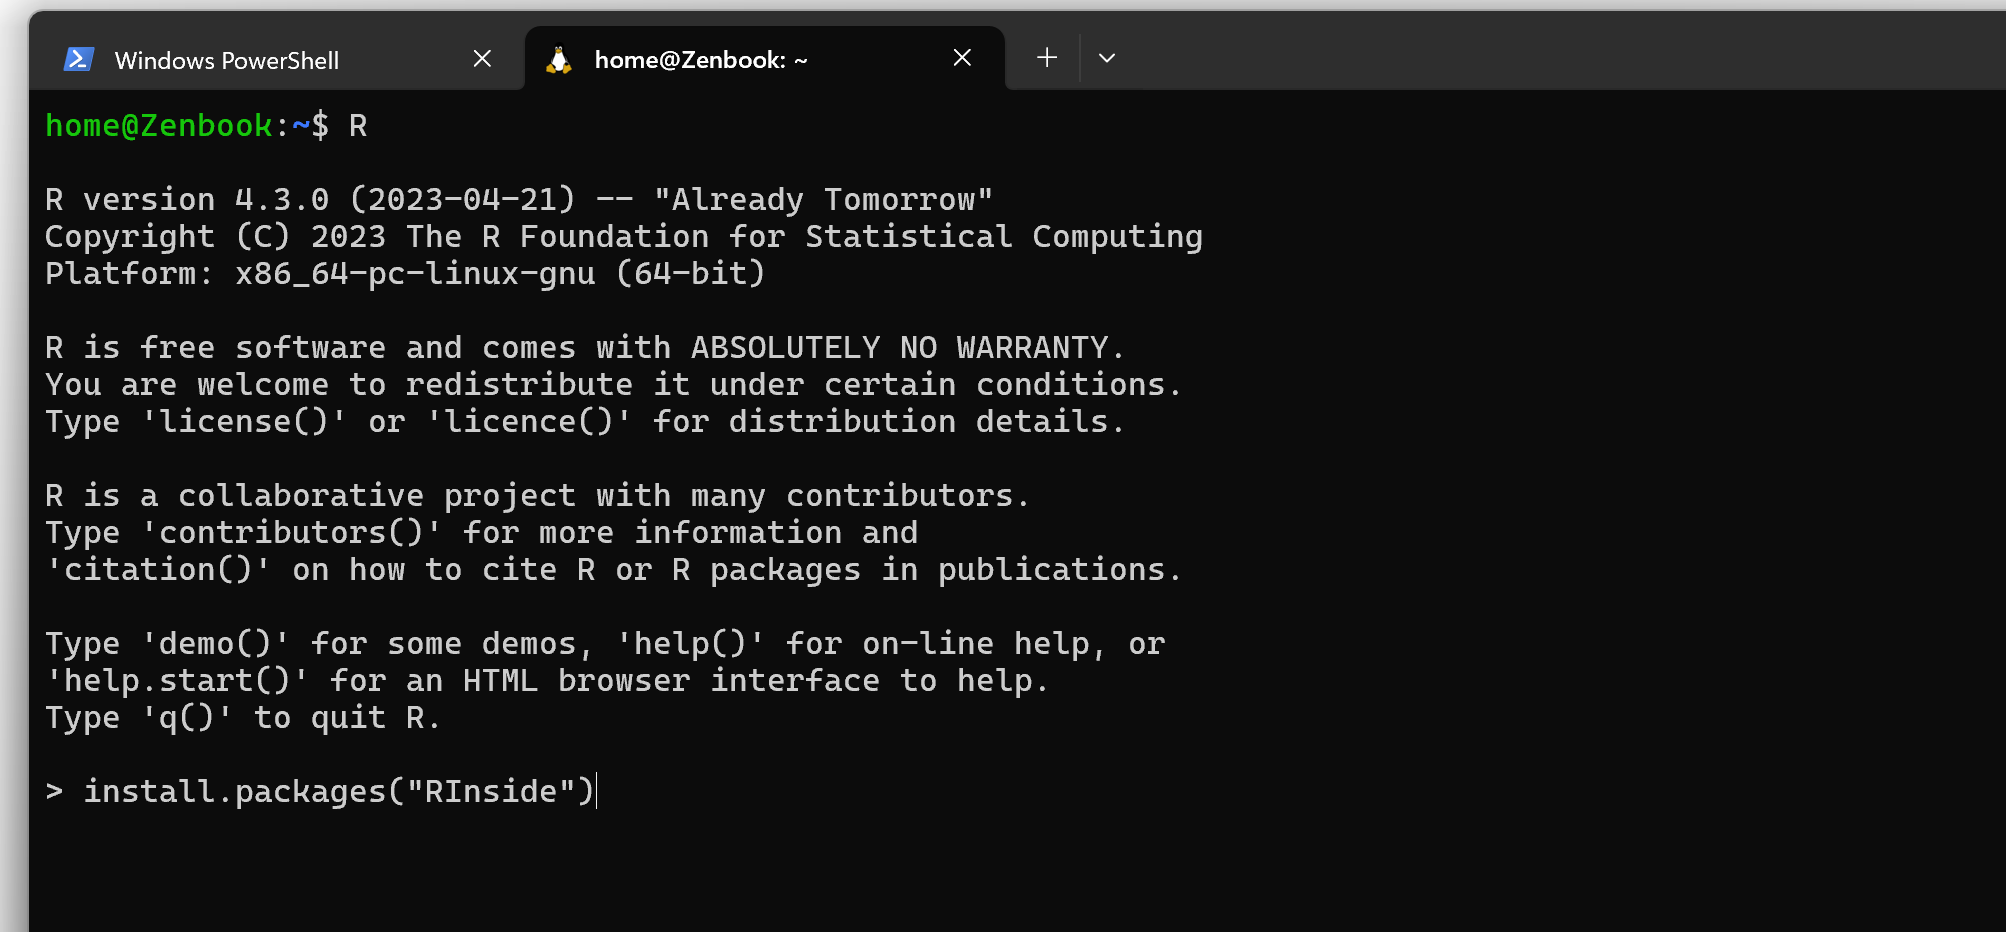 Windows PowerShell
home@Zenbook: ~
home@Zenbook:~$ R
R version 4.3.0 (2023-04-21) -- "Already Tomorrow"
Copyright (C) 2023 The R Foundation for Statistical Computing
Platform: x86_64-pc-linux-gnu (64-bit)
R is free software and comes with ABSOLUTELY NO WARRANTY.
You are welcome to redistribute it under certain conditions.
Type 'license()' or 'licence()' for distribution details.
R is a collaborative project with many contributors.
Type 'contributors()' for more information and
'citation()' on how to cite R or R packages in publications.
Type 'demo()' for some demos, 'help()' for on-line help, or
'help.start()' for an HTML browser interface to help.
Type 'q()' to quit R.
> install.packages("RInside")